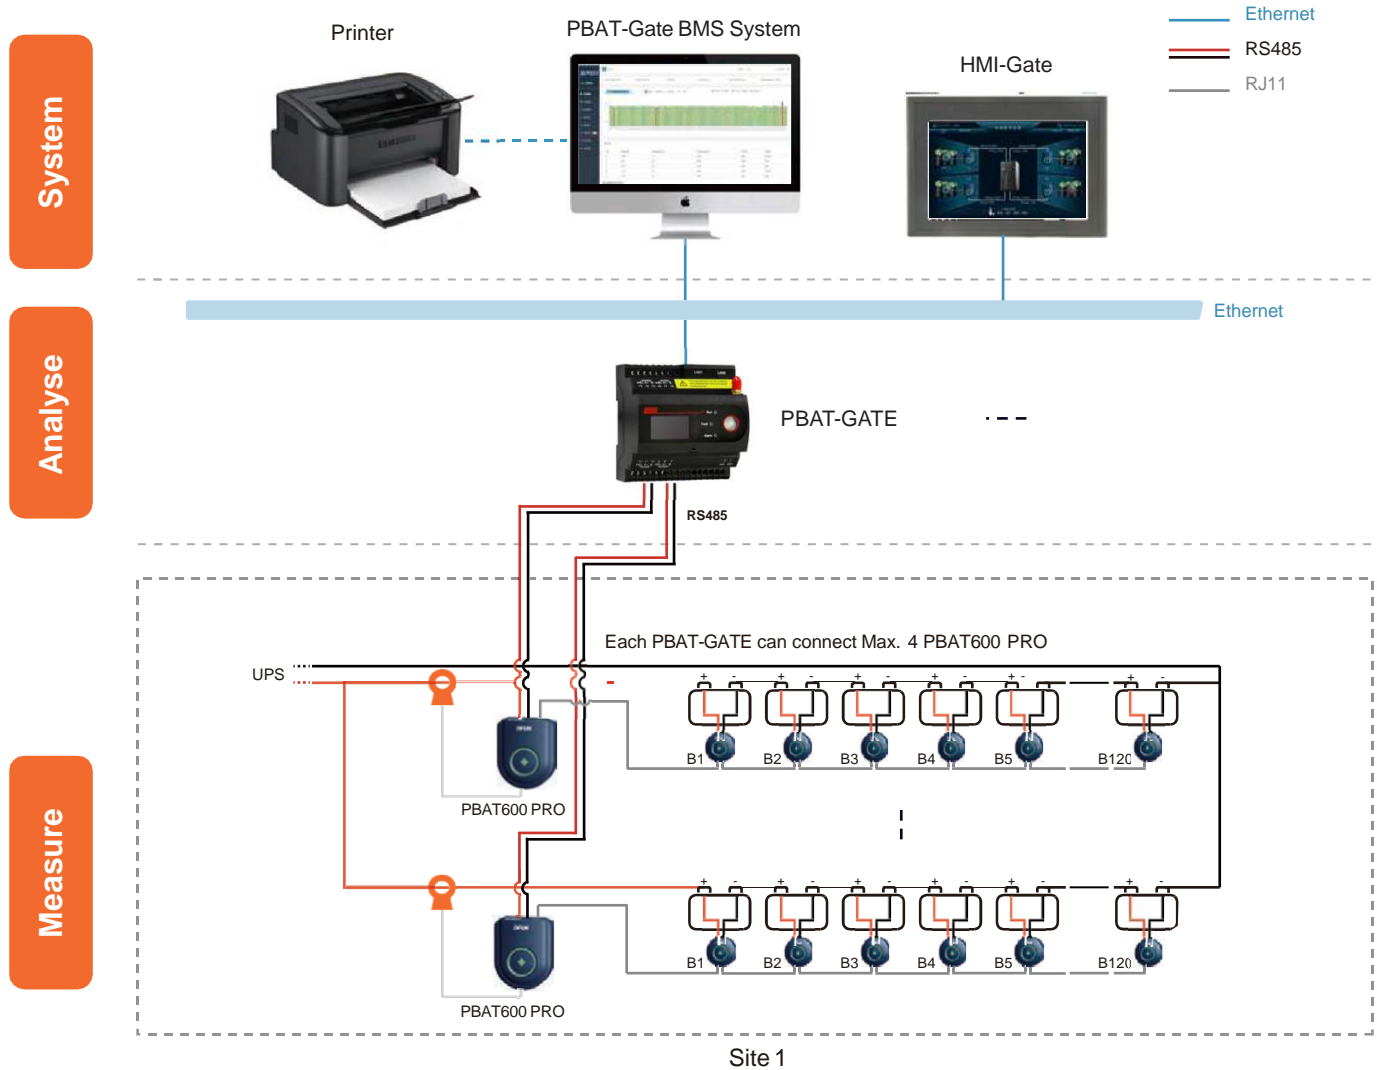 Ethernet
Printer
PBAT-Gate BMS System
RS485
HMI-Gate
RJ11
SAMSUNG
System
Ethernet
Analyse
PBAT-GATE
RS485
Each PBAT-GATE can connect Max. 4 PBAT600 PRO
UPS
+ - + - + - + - + - + -
B1 B2 B3 B4 B5 B120
PBAT600 PRO
Measure
+ - + - + - + - + - + -
B1 B2 B3 B4 B5 B120
PBAT600 PRO
Site 1